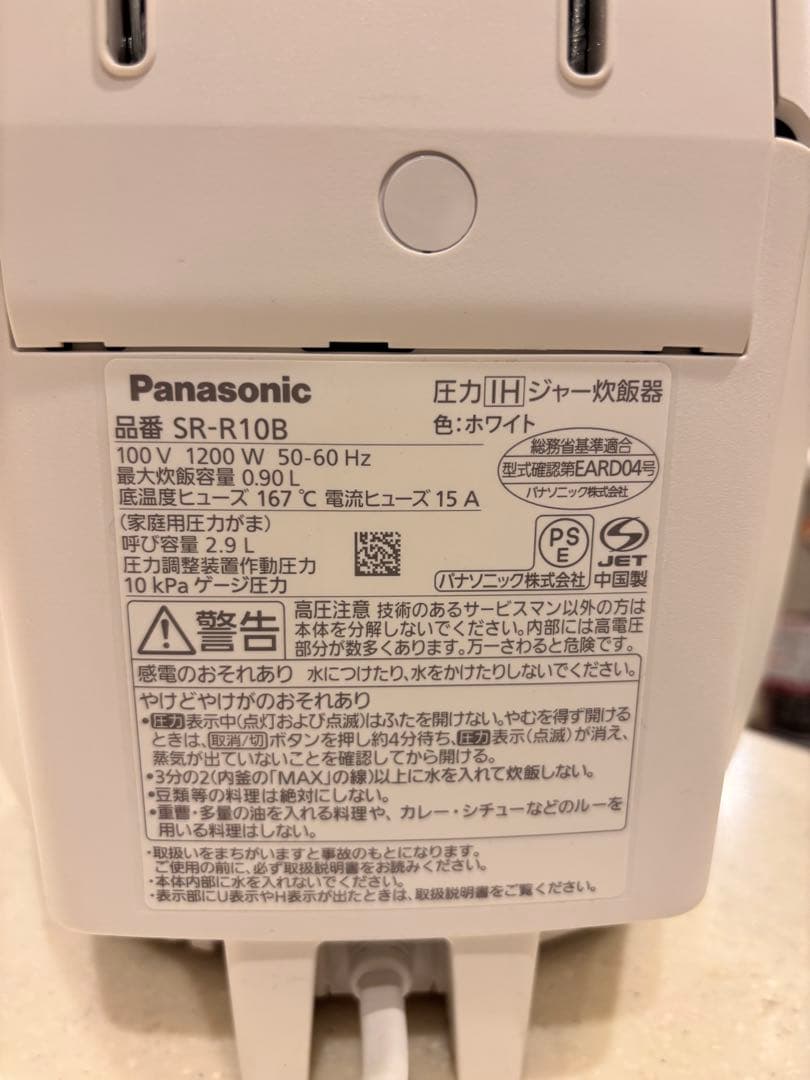 Panasonic
圧力IHジャー炊飯器
品番 SR-R10B
色:ホワイト
100 V 1200 W 50-60 Hz
最大炊飯容量 0.90 L
底温度ヒューズ 167 ℃ 電流ヒューズ 15 A
総務省基準適合
型式確認第EARD04号
パナソニック株式会社
(家庭用圧力がま)
呼び容量 2.9 L
圧力調整装置作動圧力
10 kPa ゲージ圧力
PS
E
JET
パナソニック株式会社 中国製
警告
高圧注意 技術のあるサービスマン以外の方は
本体を分解しないでください。内部には高電圧
部分が数多くあります。万一さわると危険です。
感電のおそれあり 水につけたり、水をかけたりしないでください。
やけどやけがのおそれあり
•圧力表示中(点灯および点滅)はふたを開けない。やむを得ず開ける
ときは、取消/切ボタンを押し約4分待ち、圧力表示(点滅)が消え、
蒸気が出ていないことを確認してから開ける。
•3分の2(内釜の「MAX」の線)以上に水を入れて炊飯しない。
•豆類等の料理は絶対にしない。
•重曹・多量の油を入れる料理や、カレー・シチューなどのルーを
用いる料理はしない。
・取扱いをまちがいますと事故のもとになります。
ご使用の前に、必ず取扱説明書をお読みください。
・本体内部に水を入れないでください。
・表示部にU表示やH表示が出たときは、取扱説明書をご覧ください。